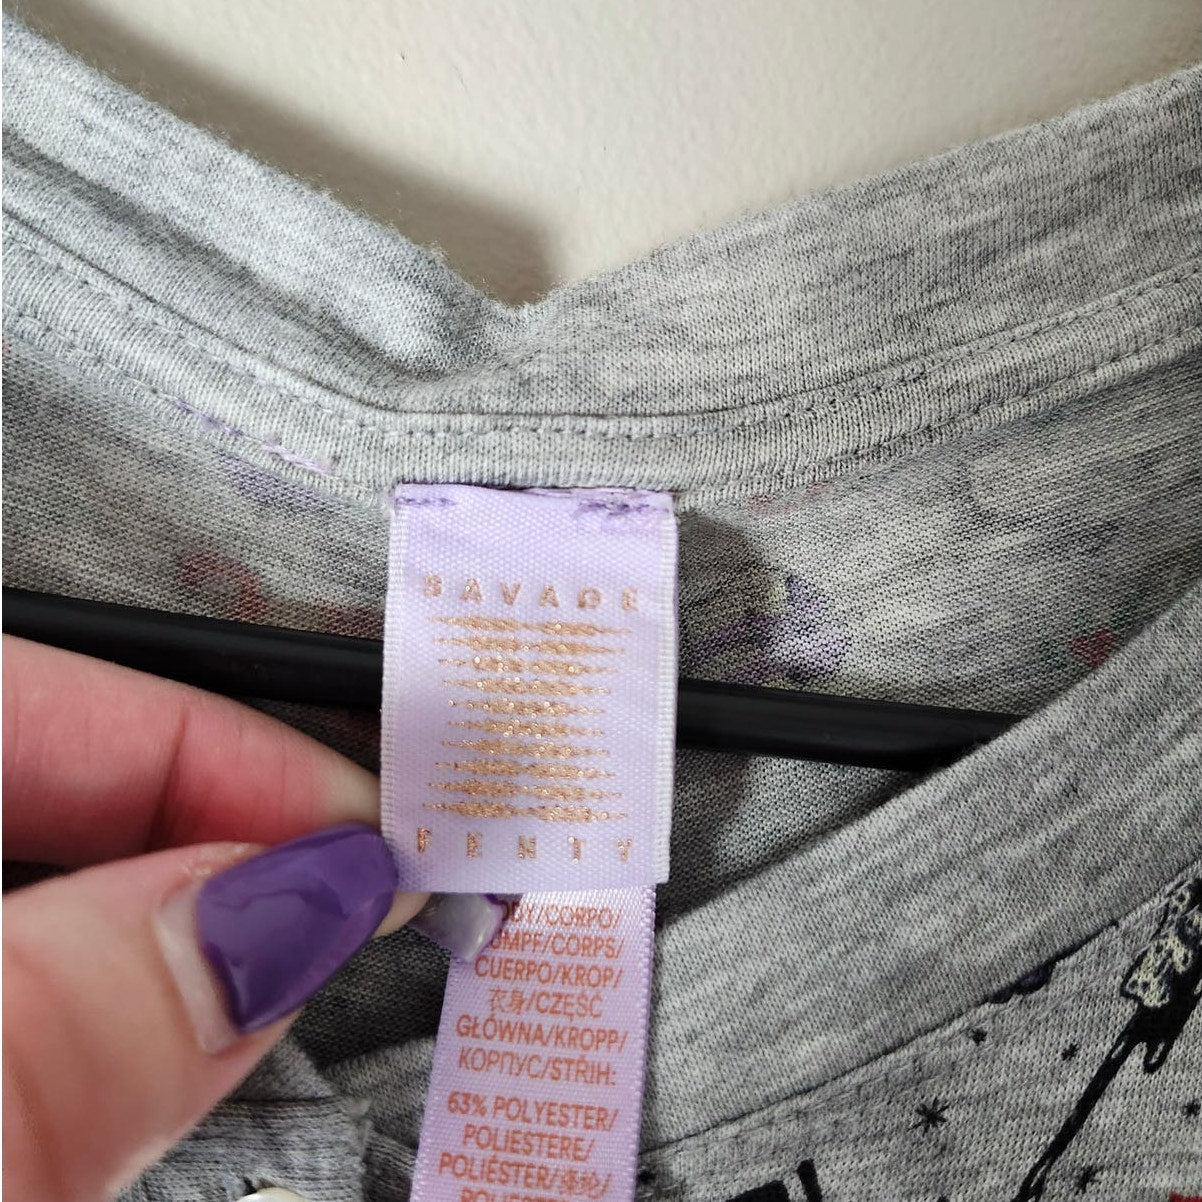 SAVAGE
FENTY
BODY/CORPO/
RUMPF/CORPS/
CUERPO/KROP/
衣身/CZĘŚĆ
GŁÓWNA/KROPP/
КОРПУС/STŘIH:
63% POLYESTER/
POLIESTERE/
POLIÉSTER/涤纶/